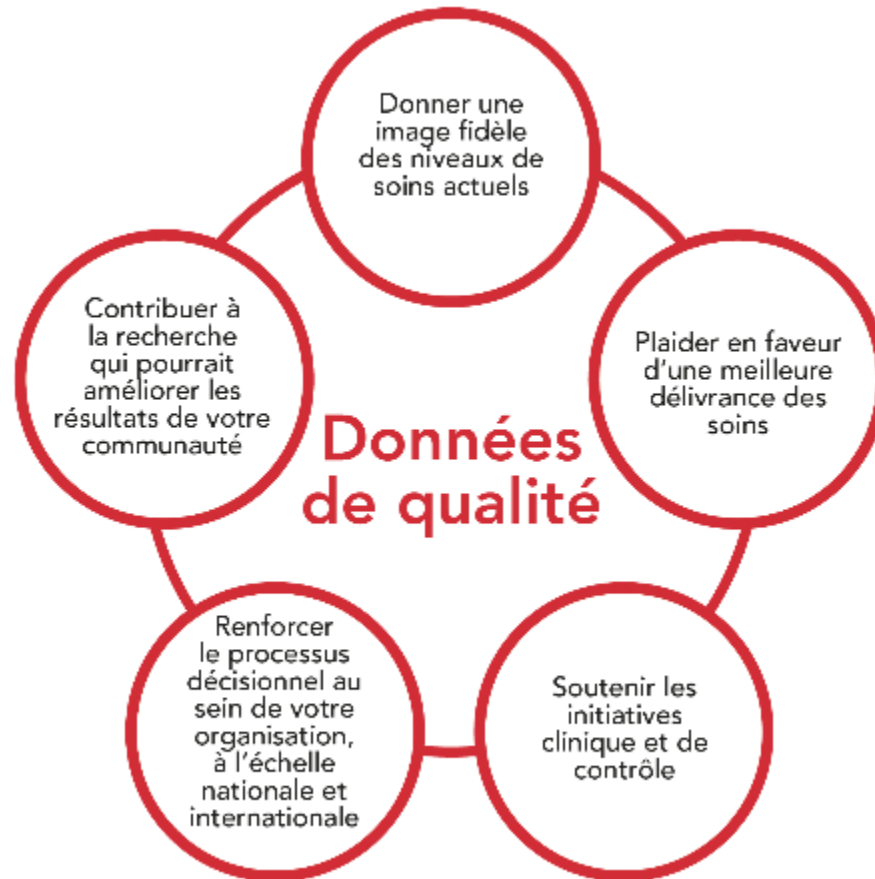 Donner une
image fidèle
des niveaux de
soins actuels
Plaider en faveur
d'une meilleure
délivrance des
soins
Soutenir les
initiatives
clinique et de
contrôle
Renforcer
le processus
décisionnel au
sein de votre
organisation,
à l'échelle
nationale et
internationale
Contribuer à
la recherche
qui pourrait
améliorer les
résultats de votre
communauté
Données
de qualité